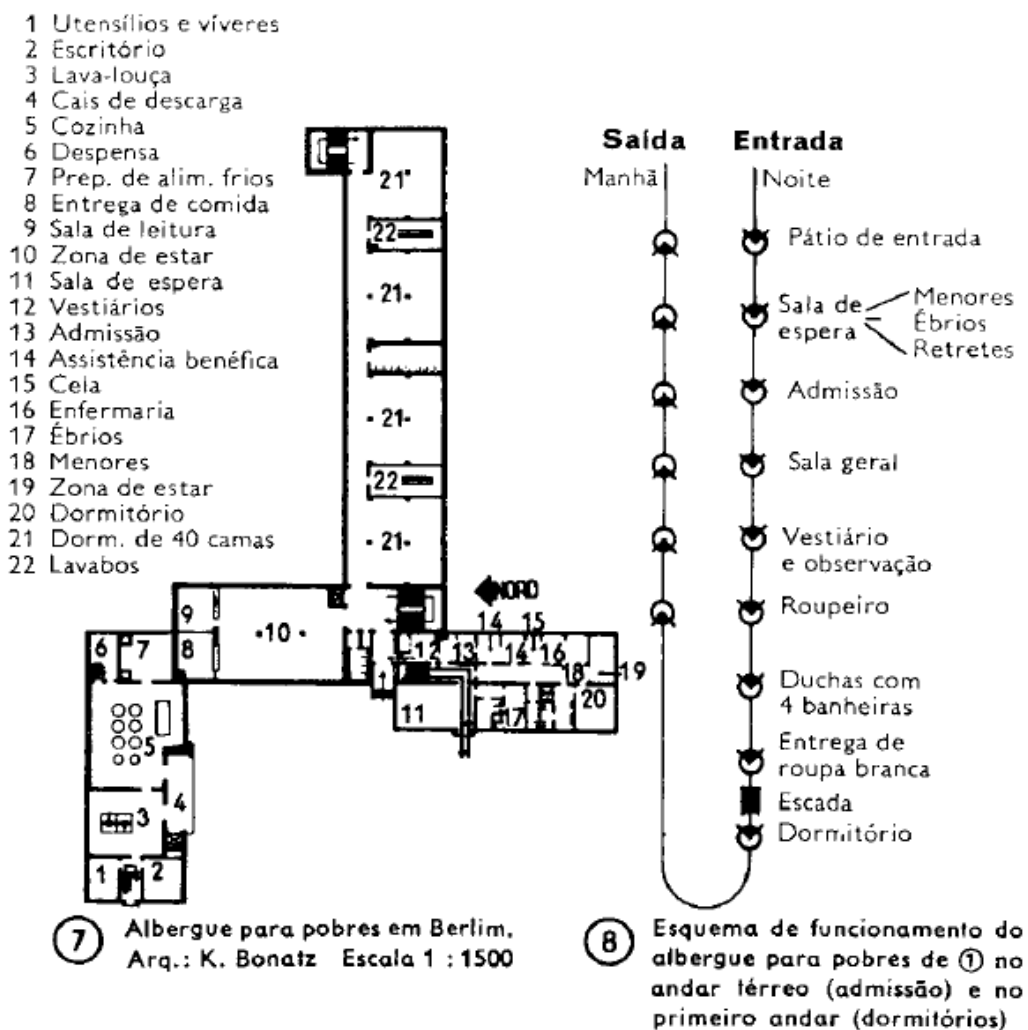 1 Utensílios e víveres
2 Escritório
3 Lava-louça
4 Cais de descarga
5 Cozinha
6 Despensa
7 Prep. de alim. frios
8 Entrega de comida
9 Sala de leitura
10 Zona de estar
11 Sala de espera
12 Vestiários
13 Admissão
14 Assistência benéfica
15 Cela
16 Enfermaria
17 Ébrios
18 Menores
19 Zona de estar
20 Dormitório
21 Dorm. de 40 camas
22 Lavabos
21
22
21
21
22
21
NORD
9
10
14 15
6 7 8
12 13 14 16
18 19
11
17
20
5
4
3
1 2
7 Albergue para pobres em Berlim.
Arq.: K. Bonatz Escala 1 : 1500
Saída Entrada
Manhã Noite
Pátio de entrada
Sala de espera
Menores
Ébrios
Retretes
Admissão
Sala geral
Vestiário
e observação
Roupeiro
Duchas com
4 banheiras
Entrega de
roupa branca
Escada
Dormitório
8 Esquema de funcionamento do
albergue para pobres de ① no
andar térreo (admissão) e no
primeiro andar (dormitórios)